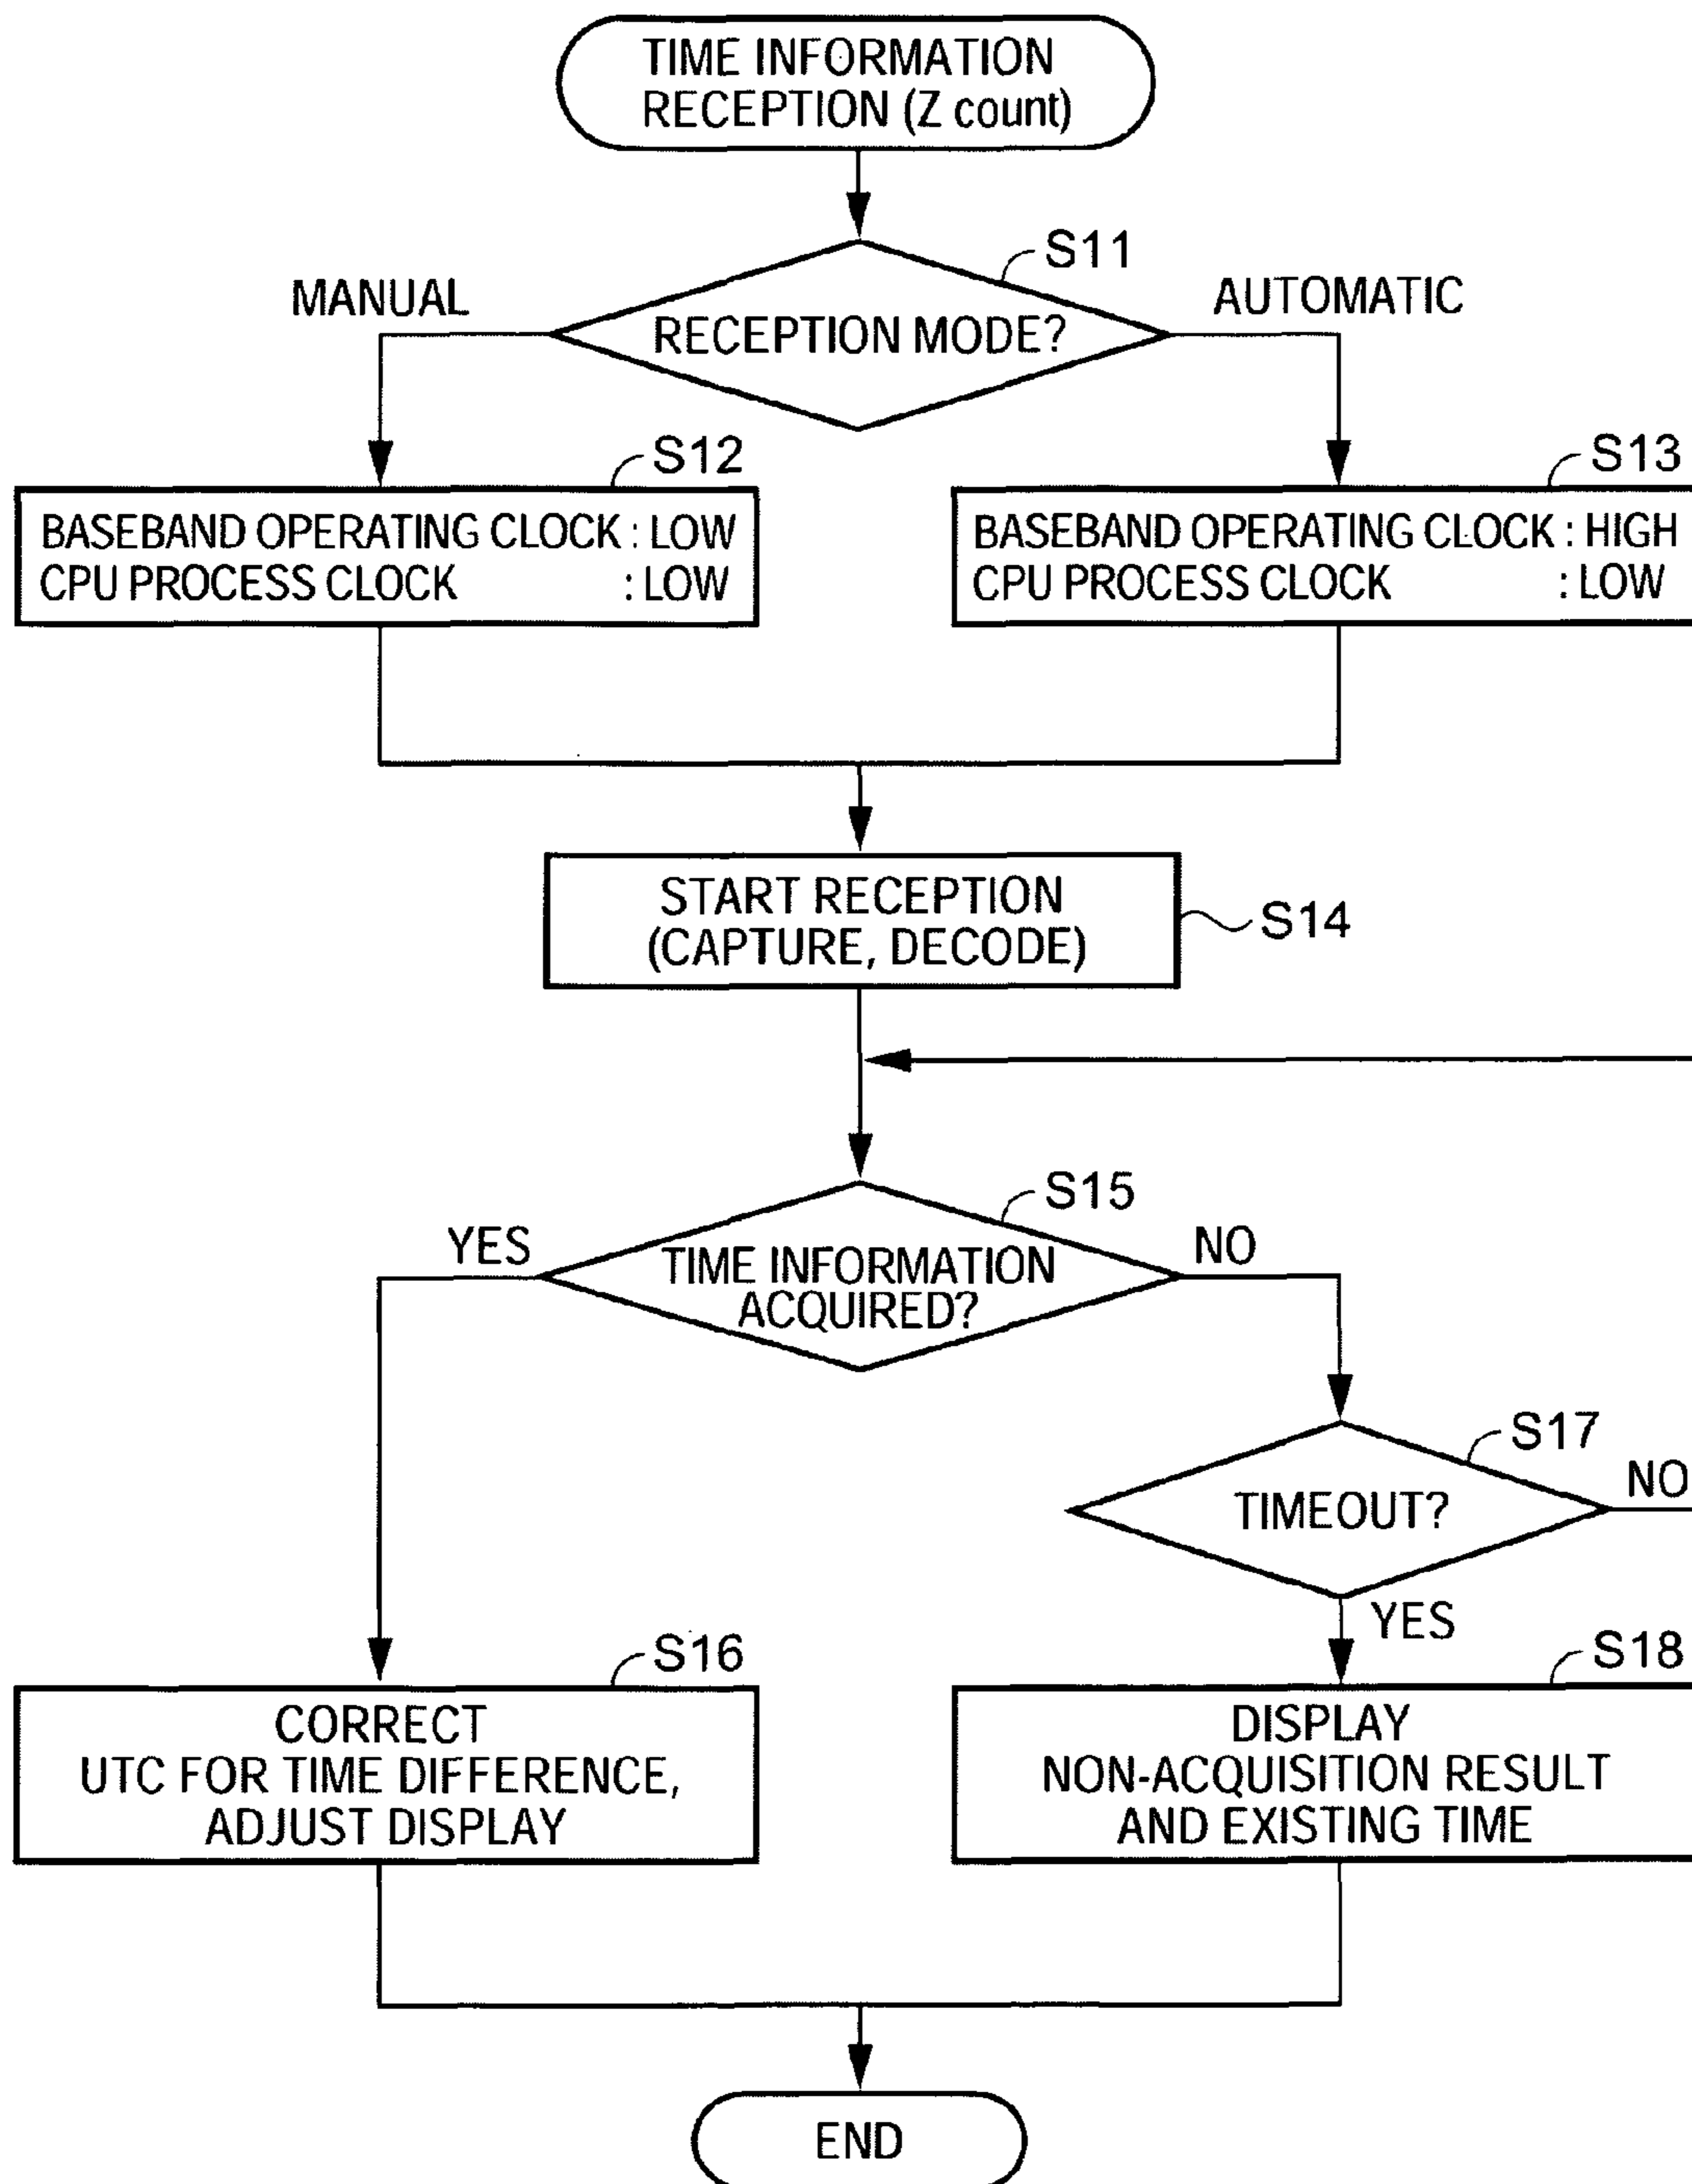 TIME INFORMATION
RECEPTION (Z count)
S11
MANUAL
AUTOMATIC
RECEPTION MODE?
S12
S13
BASEBAND OPERATING CLOCK : LOW
CPU PROCESS CLOCK : LOW
BASEBAND OPERATING CLOCK : HIGH
CPU PROCESS CLOCK : LOW
START RECEPTION
(CAPTURE, DECODE)
S14
S15
YES
NO
TIME INFORMATION
ACQUIRED?
S17
NO
TIMEOUT?
YES
S16
S18
CORRECT
UTC FOR TIME DIFFERENCE,
ADJUST DISPLAY
DISPLAY
NON-ACQUISITION RESULT
AND EXISTING TIME
END